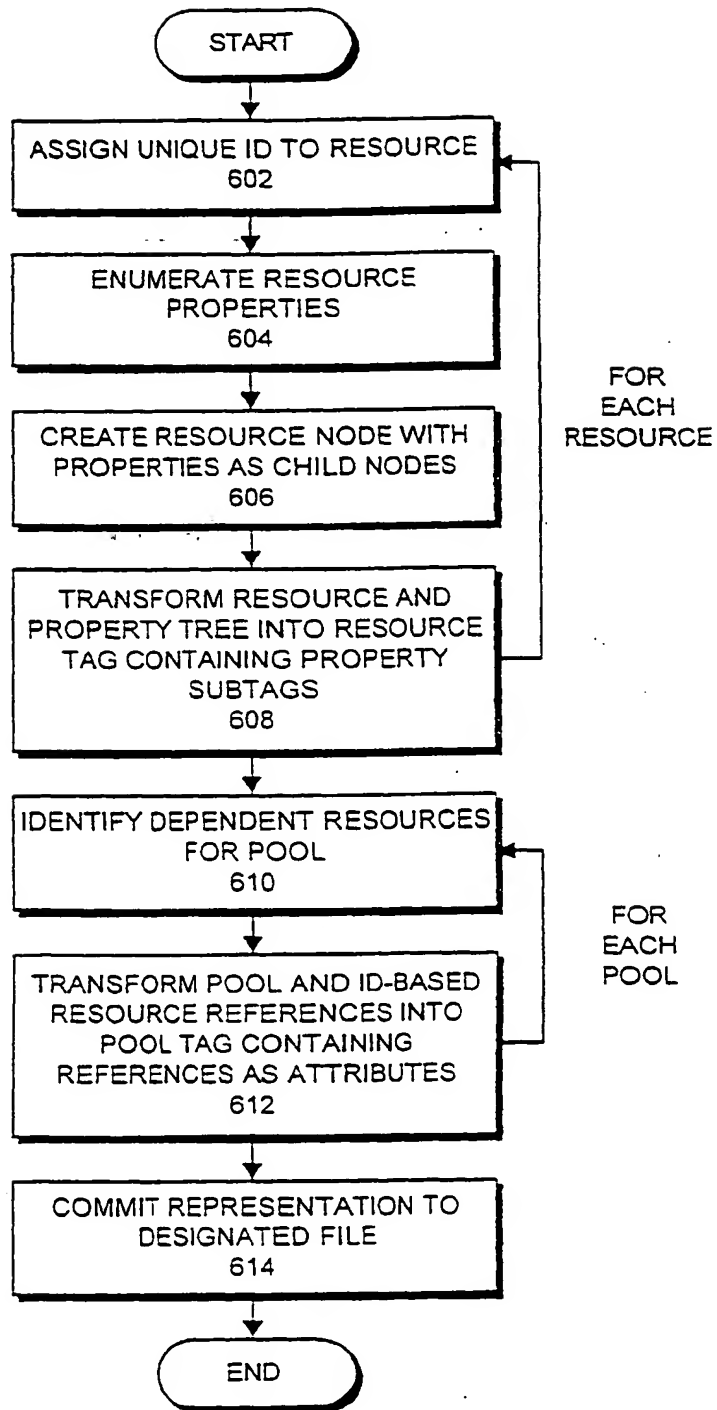 START
ASSIGN UNIQUE ID TO RESOURCE
602
ENUMERATE RESOURCE
PROPERTIES
604
FOR
EACH
RESOURCE
CREATE RESOURCE NODE WITH
PROPERTIES AS CHILD NODES
606
TRANSFORM RESOURCE AND
PROPERTY TREE INTO RESOURCE
TAG CONTAINING PROPERTY
SUBTAGS
608
IDENTIFY DEPENDENT RESOURCES
FOR POOL
610
FOR
EACH
POOL
TRANSFORM POOL AND ID-BASED
RESOURCE REFERENCES INTO
POOL TAG CONTAINING
REFERENCES AS ATTRIBUTES
612
COMMIT REPRESENTATION TO
DESIGNATED FILE
614
END